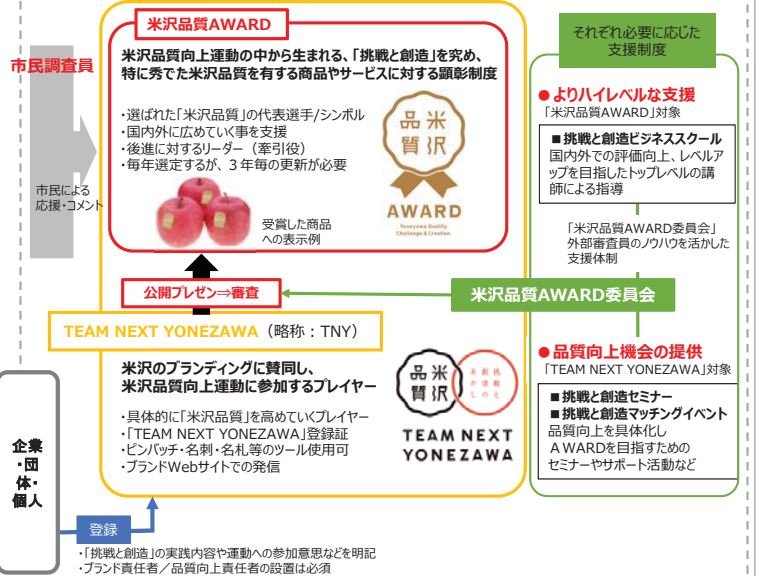 米沢品質AWARD
米沢品質向上運動の中から生まれる、「挑戦と創造」を究め、
特に秀でた米沢品質を有する商品やサービスに対する顕彰制度
・選ばれた「米沢品質」の代表選手/シンボル
・国内外に広めていく事を支援
・後進に対するリーダー（牽引役）
・毎年選定するが、３年毎の更新が必要
米沢
品質
AWARD
Yonezawa Quality.
Challenge & Creation.
受賞した商品
への表示例
市民調査員
市民による
応援・コメント
公開プレゼン⇒審査
米沢品質AWARD委員会
TEAM NEXT YONEZAWA（略称：TNY）
米沢のブランディングに賛同し、
米沢品質向上運動に参加するプレイヤー
・具体的に「米沢品質」を高めていくプレイヤー
・「TEAM NEXT YONEZAWA」登録証
・ピンバッチ・名刺・名札等のツール使用可
・ブランドWebサイトでの発信
米沢
品質
挑戦と
創造の
あかし
TEAM NEXT
YONEZAWA
企業
・団
体・
個人
登録
・「挑戦と創造」の実践内容や運動への参加意思などを明記
・ブランド責任者／品質向上責任者の設置は必須
それぞれ必要に応じた
支援制度
●よりハイレベルな支援
「米沢品質AWARD」対象
■挑戦と創造ビジネススクール
国内外での評価向上、レベルア
ップを目指したトップレベルの講
師による指導
「米沢品質AWARD委員会」
外部審査員のノウハウを活かした
支援体制
●品質向上機会の提供
「TEAM NEXT YONEZAWA」対象
■挑戦と創造セミナー
■挑戦と創造マッチングイベント
品質向上を具体化し
ＡWARDを目指すための
セミナーやサポート活動など